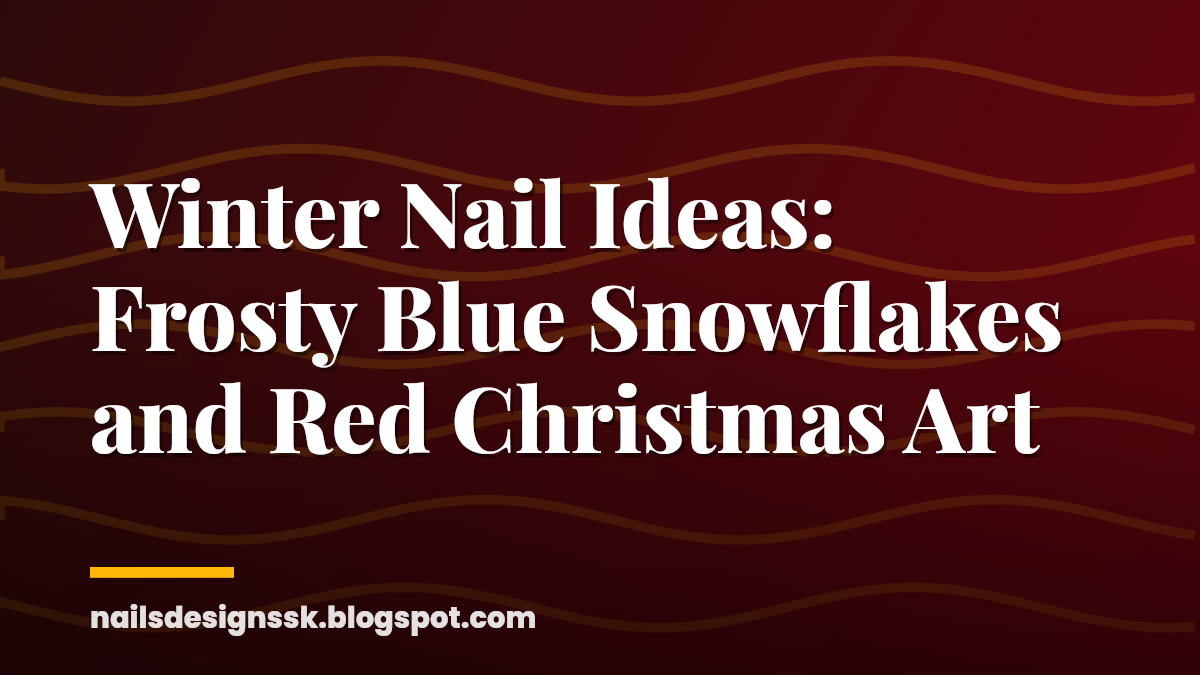 Winter Nail Ideas:
Frosty Blue Snowflakes
and Red Christmas Art
nailsdesignssk.blogspot.com